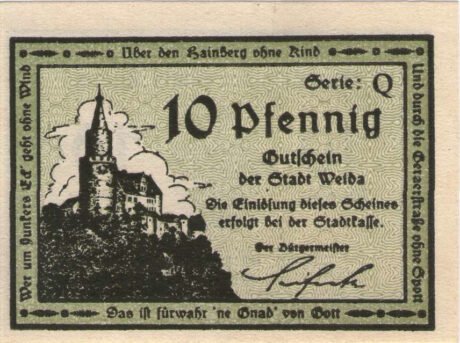 Über den Hainberg ohne Kind
Wer um Junkers Eck' geht ohne Wind
Und durch die Geraerstraße ohne Spott
Serie: Q
10 Pfennig
Gutschein
der Stadt Weida
Die Einlösung dieses Scheines
erfolgt bei der Stadtkasse.
Der Bürgermeister
Das ist fürwahr 'ne Gnad' von Gott